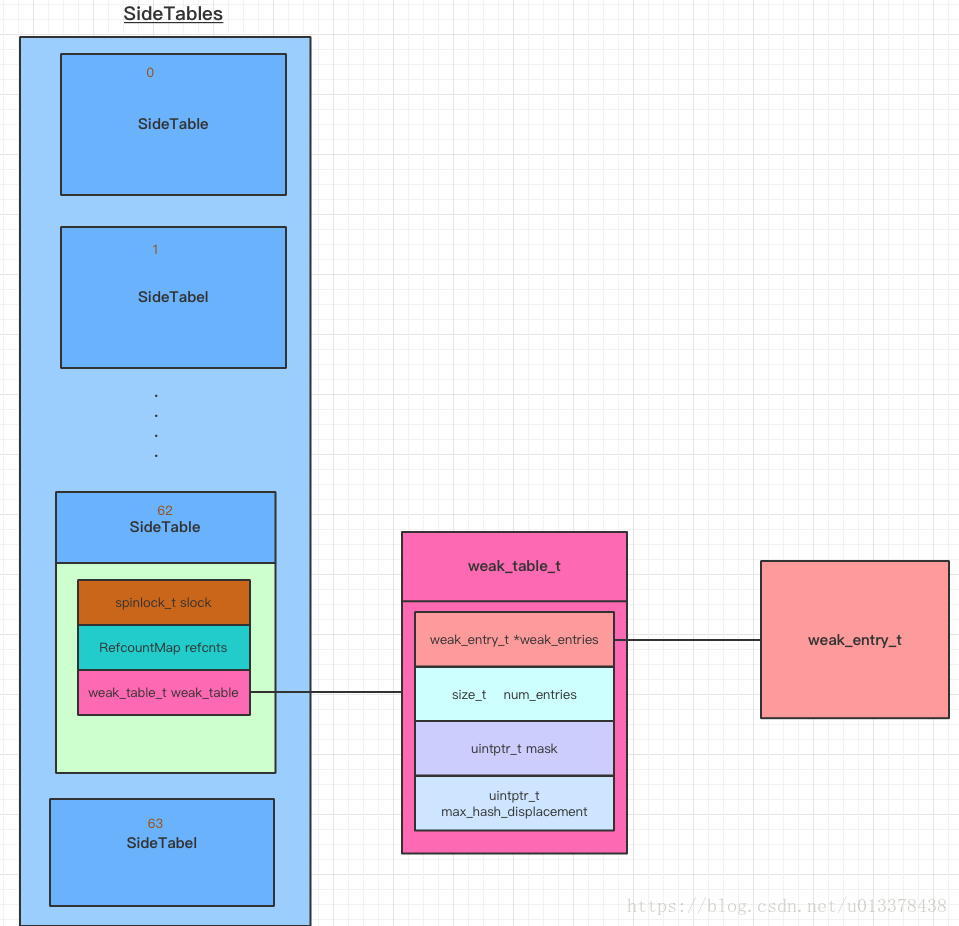 SideTables
0
SideTable
1
SideTabel
.
.
.
.
62
SideTable
spinlock_t slock
RefcountMap refcnts
weak_table_t weak_table
63
SideTabel
weak_table_t
weak_entry_t *weak_entries
size_t num_entries
uintptr_t mask
uintptr_t
max_hash_displacement
weak_entry_t
https://blog.csdn.net/u013378438